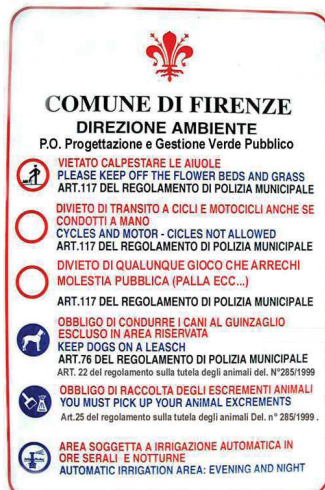 COMUNE DI FIRENZE
DIREZIONE AMBIENTE
P.O. Progettazione e Gestione Verde Pubblico
VIETATO CALPESTARE LE AIUOLE
PLEASE KEEP OFF THE FLOWER BEDS AND GRASS
ART.117 DEL REGOLAMENTO DI POLIZIA MUNICIPALE
DIVIETO DI TRANSITO A CICLI E MOTOCICLI ANCHE SE
CONDOTTI A MANO
CYCLES AND MOTOR - CICLES NOT ALLOWED
ART.117 DEL REGOLAMENTO DI POLIZIA MUNICIPALE
DIVIETO DI QUALUNQUE GIOCO CHE ARRECHI
MOLESTIA PUBBLICA (PALLA ECC...)
ART.117 DEL REGOLAMENTO DI POLIZIA MUNICIPALE
OBBLIGO DI CONDURRE I CANI AL GUINZAGLIO
ESCLUSO IN AREA RISERVATA
KEEP DOGS ON A LEASCH
ART.76 DEL REGOLAMENTO DI POLIZIA MUNICIPALE
ART. 22 del regolamento sulla tutela degli animali del. N°285/1999
OBBLIGO DI RACCOLTA DEGLI ESCREMENTI ANIMALI
YOU MUST PICK UP YOUR ANIMAL EXCREMENTS
Art.25 del regolamento sulla tutela degli animali Del. n° 285/1999 .
AREA SOGGETTA A IRRIGAZIONE AUTOMATICA IN
ORE SERALI E NOTTURNE
AUTOMATIC IRRIGATION AREA: EVENING AND NIGHT